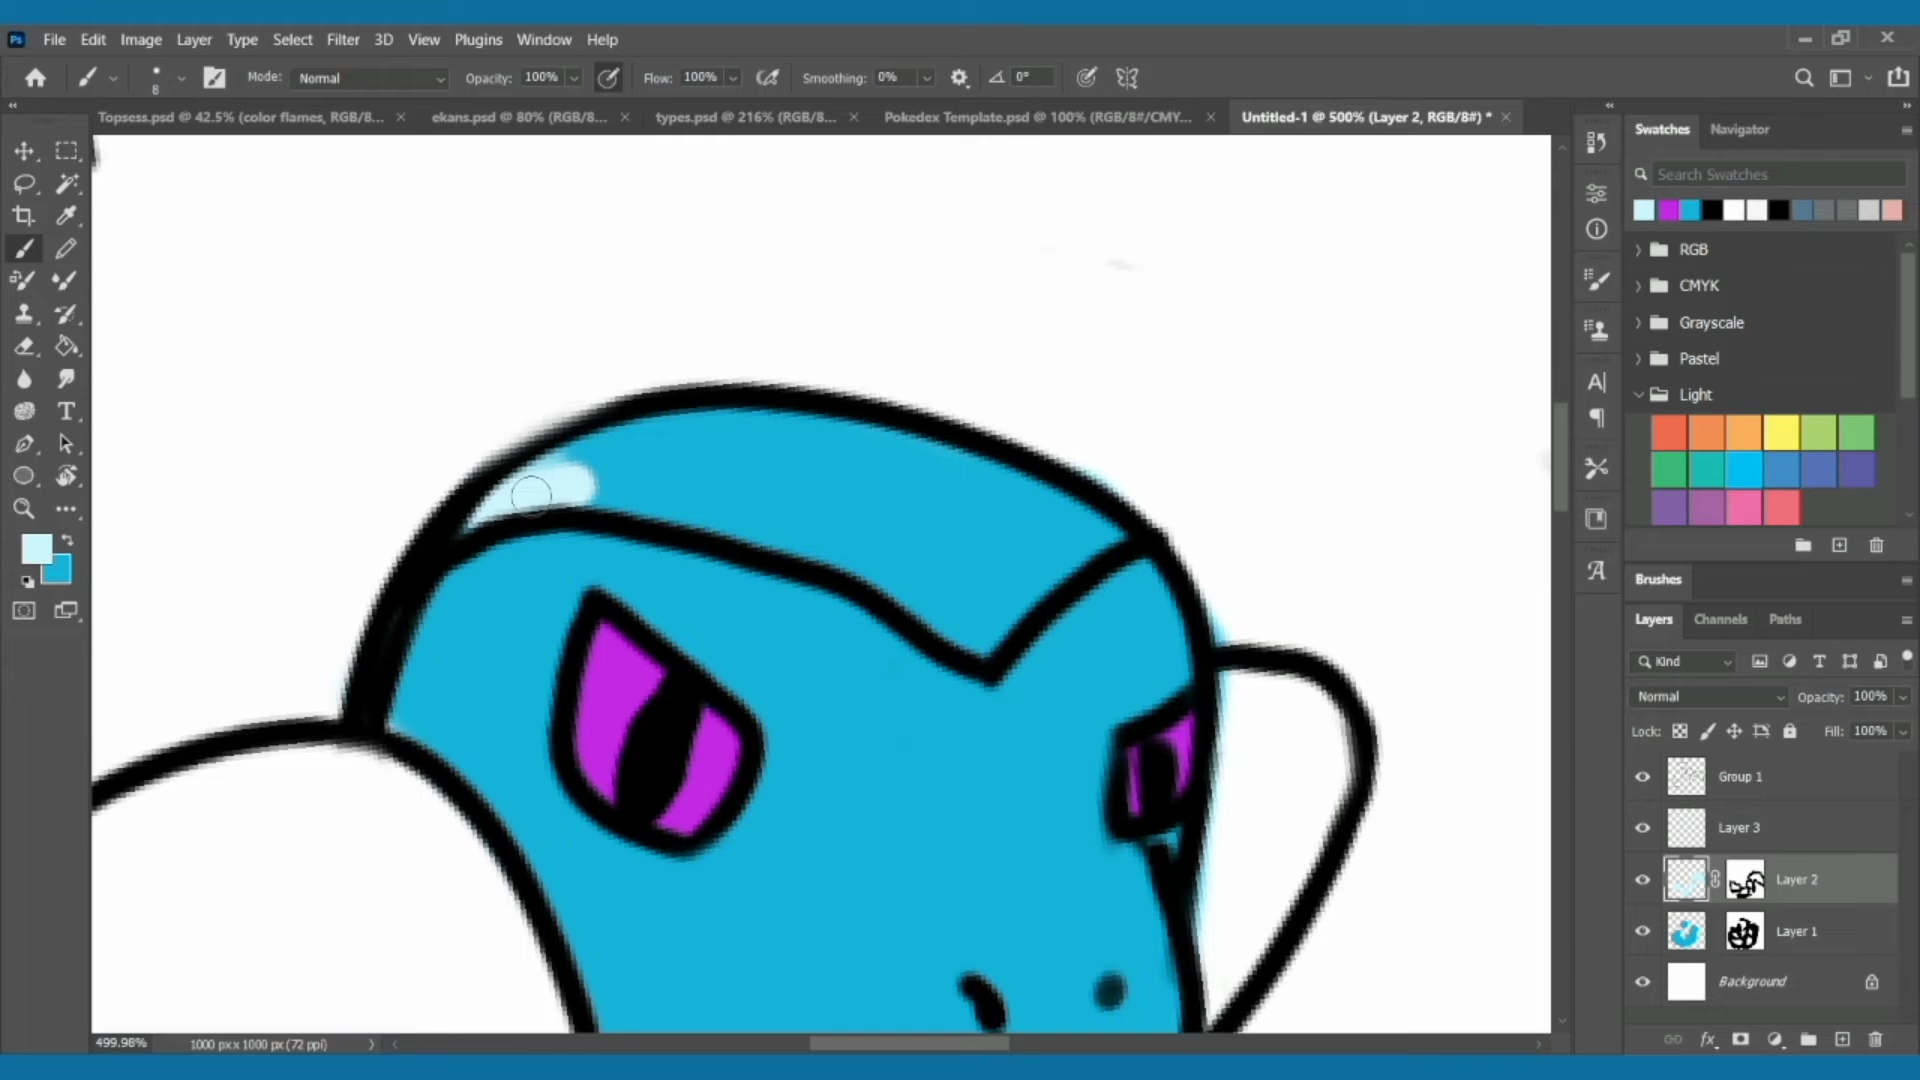 Ps File Edit Image Layer Type Select Filter 3D View Plugins Window Help
8 Mode: Normal Opacity: 100% Flow: 100% Smoothing: 0% 0°
Topsess.psd @ 42.5% (color flames, RGB/8... ekans.psd @ 80% (RGB/8... types.psd @ 216% (RGB/8... Pokedex Template.psd @ 100% (RGB/8#/CMY... Untitled-1 @ 500% (Layer 2, RGB/8#) *
Swatches Navigator
Search Swatches
RGB
CMYK
Grayscale
Pastel
Light
Brushes
Layers Channels Paths
Kind
Normal Opacity: 100%
Lock: Fill: 100%
Group 1
Layer 3
Layer 2
Layer 1
Background
499.98% 1000 px x 1000 px (72 ppi)